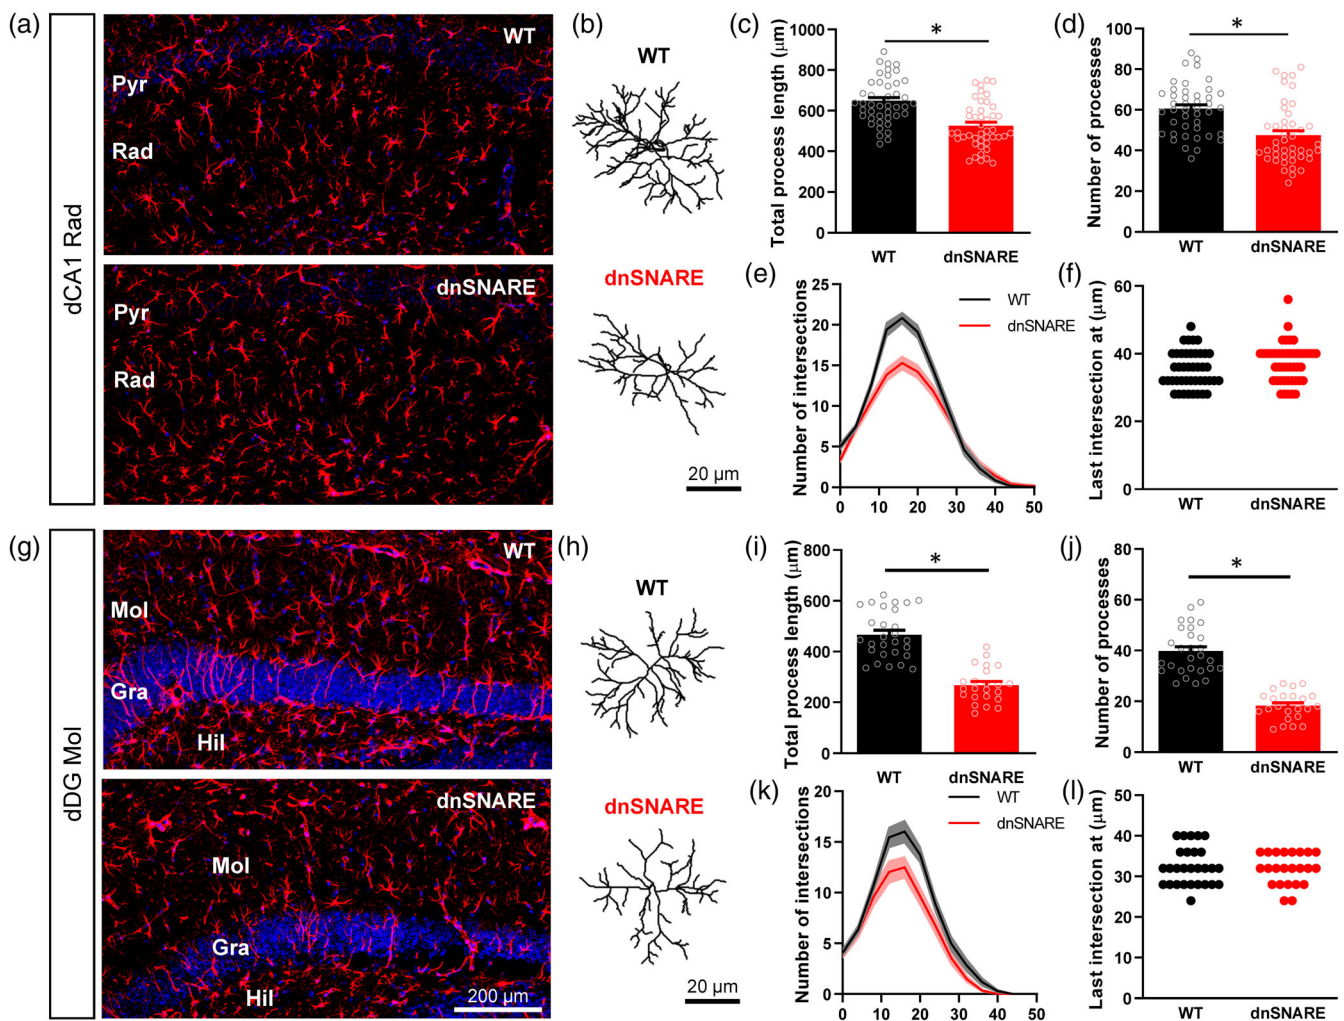 (a)
dCA1 Rad
WT
Pyr
Rad
dnSNARE
Pyr
Rad
(b)
WT
dnSNARE
20 µm
(c)
Total process length (µm)
1000
800
600
400
200
0
*
WT dnSNARE
(d)
Number of processes
100
80
60
40
20
0
*
WT dnSNARE
(e)
Number of intersections
25
20
15
10
5
0
0 10 20 30 40 50
WT
dnSNARE
(f)
Last intersection at (µm)
60
40
20
0
WT dnSNARE
(g)
dDG Mol
WT
Mol
Gra
Hil
dnSNARE
Mol
Gra
Hil
200 µm
(h)
WT
dnSNARE
20 µm
(i)
Total process length (µm)
800
600
400
200
0
*
WT dnSNARE
(j)
Number of processes
80
60
40
20
0
*
WT dnSNARE
(k)
Number of intersections
20
15
10
5
0
0 10 20 30 40 50
WT
dnSNARE
(l)
Last intersection at (µm)
50
40
30
20
10
0
WT dnSNARE